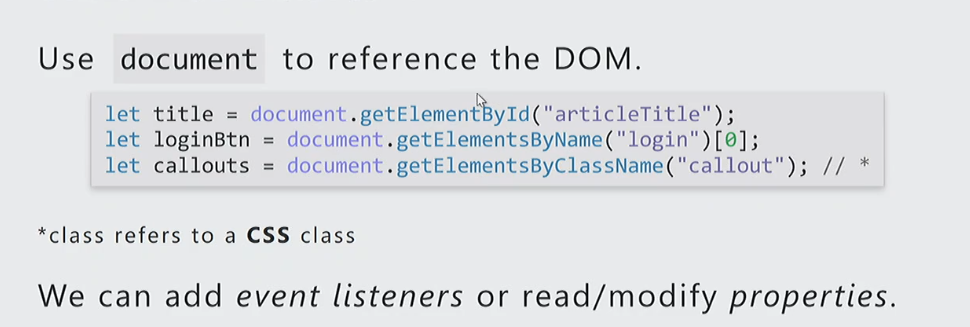 Use document to reference the DOM.
let title = document.getElementById("articleTitle");
let loginBtn = document.getElementsByName("login")[0];
let callouts = document.getElementsByClassName("callout"); // *
*class refers to a CSS class
We can add event listeners or read/modify properties.